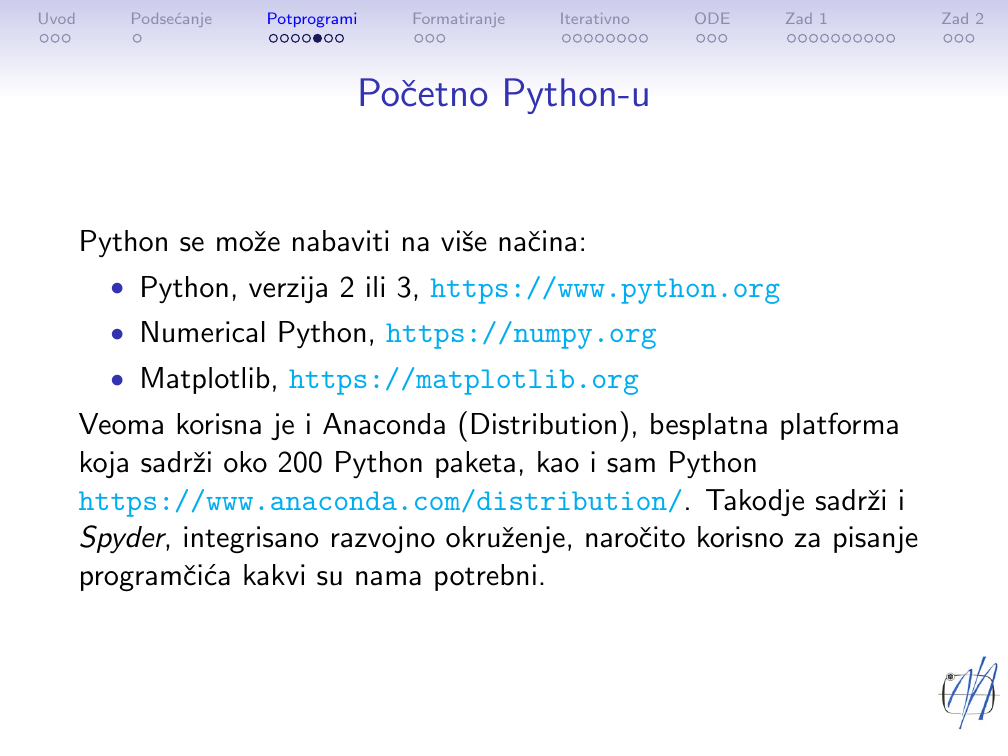 Uvod Podsećanje Potprogrami Formatiranje Iterativno ODE Zad 1 Zad 2
Početno Python-u
Python se može nabaviti na više načina:
• Python, verzija 2 ili 3, https://www.python.org
• Numerical Python, https://numpy.org
• Matplotlib, https://matplotlib.org
Veoma korisna je i Anaconda (Distribution), besplatna platforma
koja sadrži oko 200 Python paketa, kao i sam Python
https://www.anaconda.com/distribution/. Takodje sadrži i
Spyder, integrisano razvojno okruženje, naročito korisno za pisanje
programčića kakvi su nama potrebni.